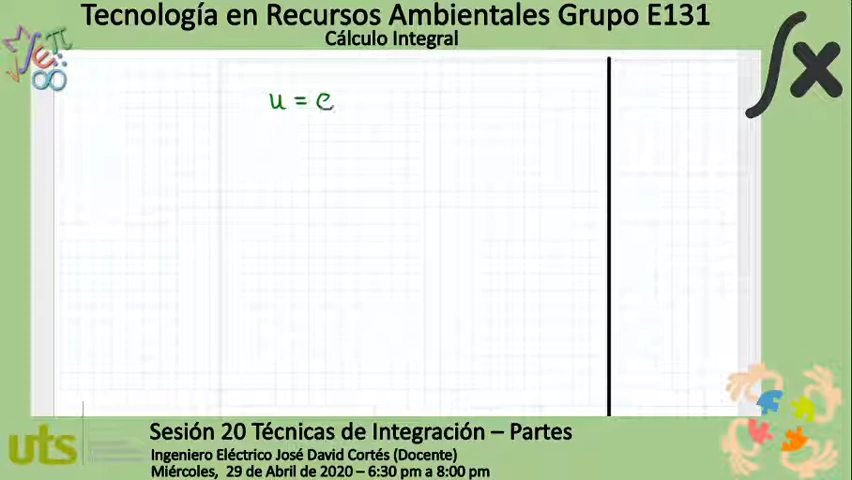 Tecnología en Recursos Ambientales Grupo E131
Cálculo Integral
∫x
u = e
uts
Sesión 20 Técnicas de Integración – Partes
Ingeniero Eléctrico José David Cortés (Docente)
Miércoles, 29 de Abril de 2020 – 6:30 pm a 8:00 pm